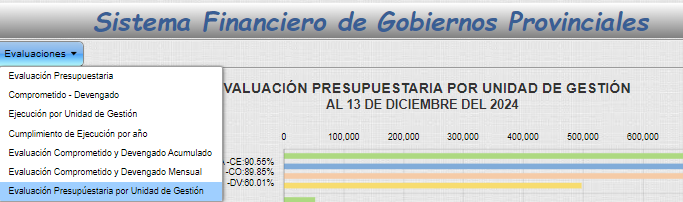 Sistema Financiero de Gobiernos Provinciales
Evaluaciones
Evaluación Presupuestaria
Comprometido - Devengado
Ejecución por Unidad de Gestión
Cumplimiento de Ejecución por año
Evaluación Comprometido y Devengado Acumulado
Evaluación Comprometido y Devengado Mensual
Evaluación Presupúestaria por Unidad de Gestión
VALUACIÓN PRESUPUESTARIA POR UNIDAD DE GESTIÓN
AL 13 DE DICIEMBRE DEL 2024
0 100,000 200,000 300,000 400,000 500,000 600,000
-CE:90.55%
-CO:89.85%
-DV:60.01%